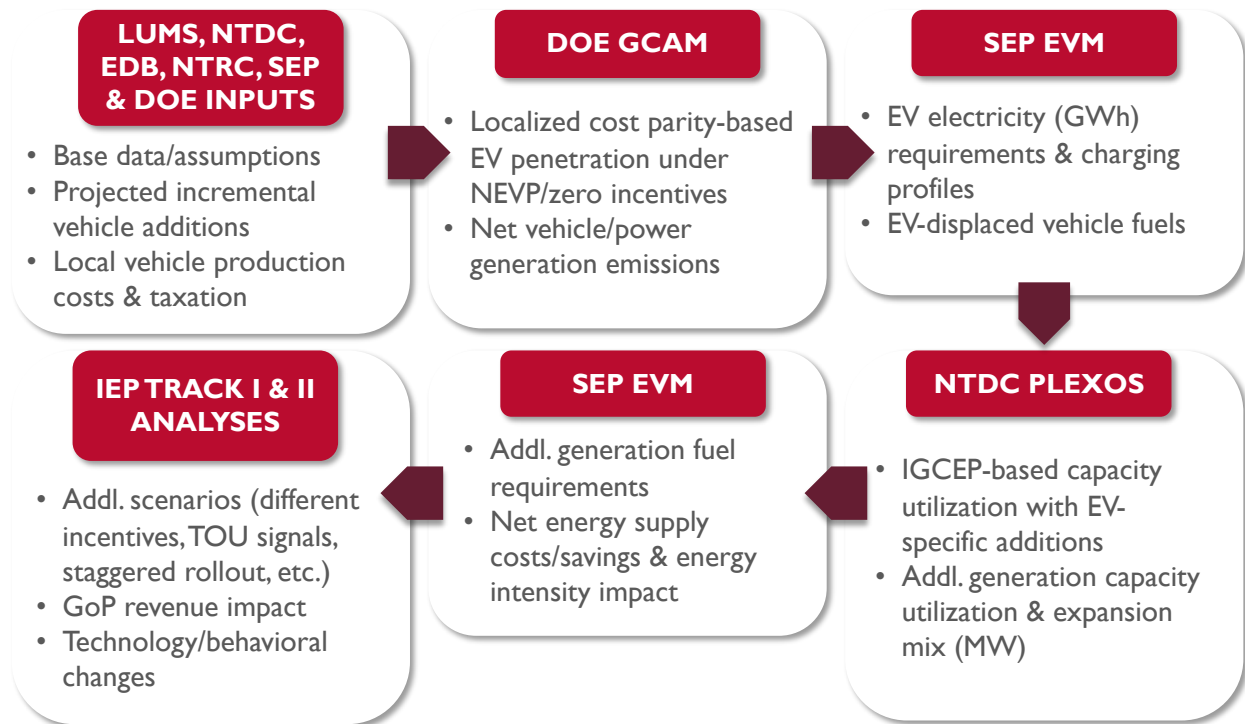 LUMS, NTDC,
EDB, NTRC, SEP
& DOE INPUTS
• Base data/assumptions
• Projected incremental
vehicle additions
• Local vehicle production
costs & taxation
DOE GCAM
• Localized cost parity-based
EV penetration under
NEVP/zero incentives
• Net vehicle/power
generation emissions
SEP EVM
• EV electricity (GWh)
requirements & charging
profiles
• EV-displaced vehicle fuels
NTDC PLEXOS
• IGCEP-based capacity
utilization with EV-
specific additions
• Addl. generation capacity
utilization & expansion
mix (MW)
SEP EVM
• Addl. generation fuel
requirements
• Net energy supply
costs/savings & energy
intensity impact
IEP TRACK I & II
ANALYSES
• Addl. scenarios (different
incentives, TOU signals,
staggered rollout, etc.)
• GoP revenue impact
• Technology/behavioral
changes